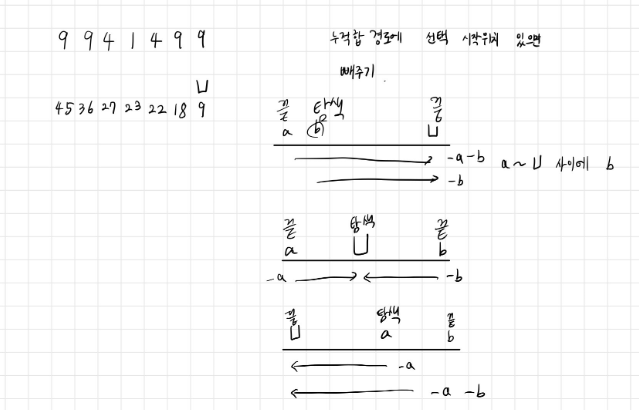 9 9 4 1 4 9 9
45 36 27 23 22 18 9
누적합 경로에 선택 시작위치 있으면
빼주기
끝 탐색 끝
a b
-a-b
-b
a ~ ㄩ 사이에 b
끝 탐색 끝
a ㄩ b
-a -b
끝 탐색 끝
ㄩ a b
-a
-a -b